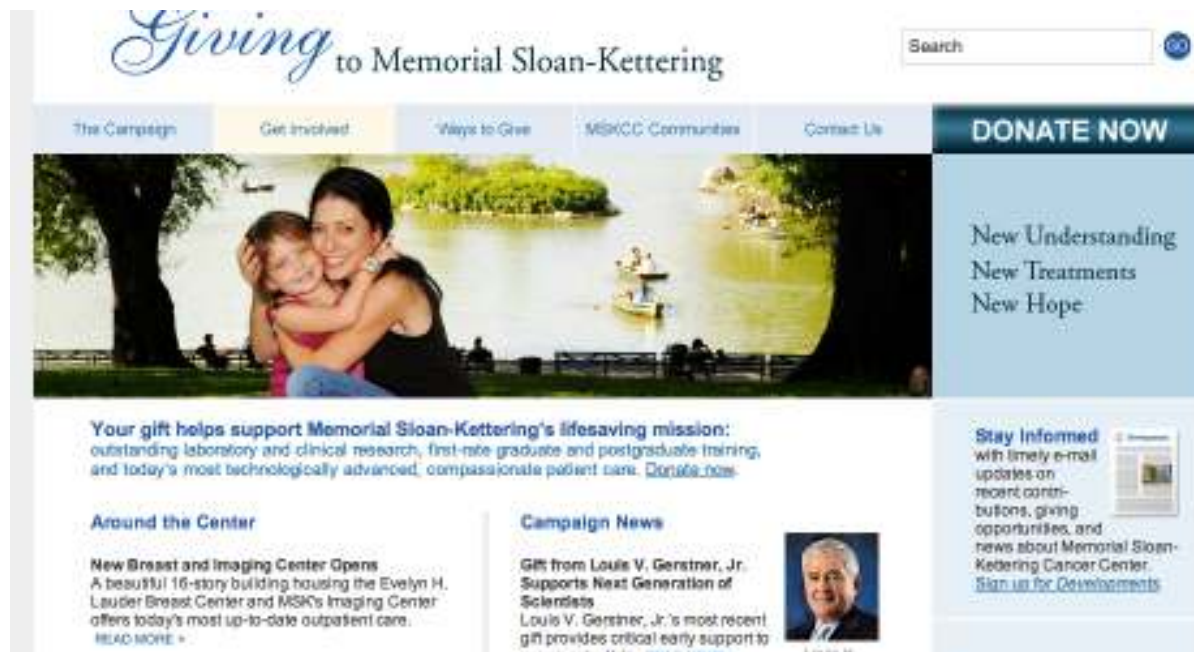 Giving to Memorial Sloan-Kettering
Search
GO
The Campaign
Get Involved
Ways to Give
MSKCC Communities
Contact Us
DONATE NOW
New Understanding
New Treatments
New Hope
Your gift helps support Memorial Sloan-Kettering's lifesaving mission:
outstanding laboratory and clinical research, first-rate graduate and postgraduate training,
and today's most technologically advanced, compassionate patient care. Donate now.
Around the Center
New Breast and Imaging Center Opens
A beautiful 16-story building housing the Evelyn H.
Lauder Breast Center and MSK's Imaging Center
offers today's most up-to-date outpatient care.
READ MORE »
Campaign News
Gift from Louis V. Gerstner, Jr.
Supports Next Generation of
Scientists
Louis V. Gerstner, Jr.'s most recent
gift provides critical early support to
Stay Informed
with timely e-mail
updates on
recent contri-
butions, giving
opportunities, and
news about Memorial Sloan-
Kettering Cancer Center.
Sign up for Developments